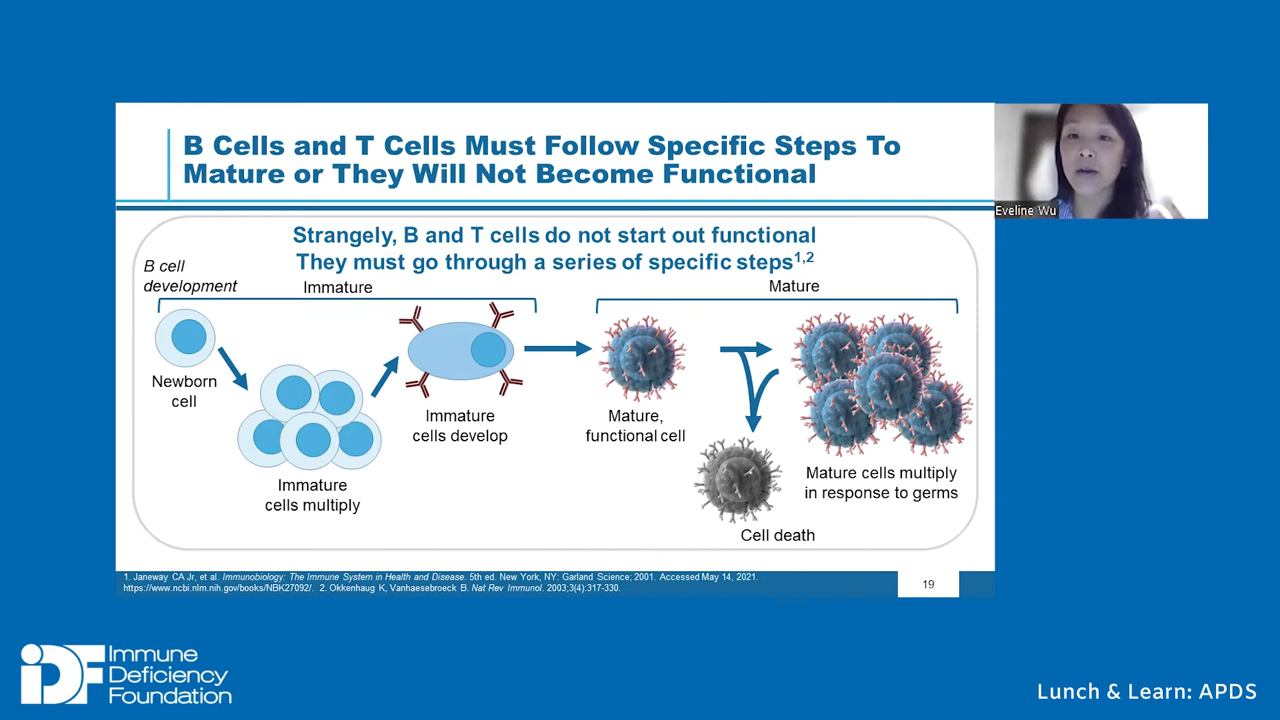 B Cells and T Cells Must Follow Specific Steps To
Mature or They Will Not Become Functional
Eveline Wu
Strangely, B and T cells do not start out functional
They must go through a series of specific steps1,2
B cell
development
Immature
Mature
Newborn
cell
Immature
cells multiply
Immature
cells develop
Mature,
functional cell
Cell death
Mature cells multiply
in response to germs
1. Janeway CA Jr, et al. Immunobiology: The Immune System in Health and Disease. 5th ed. New York, NY: Garland Science; 2001. Accessed May 14, 2021.
https://www.ncbi.nlm.nih.gov/books/NBK27092/. 2. Okkenhaug K, Vanhaesebroeck B. Nat Rev Immunol. 2003;3(4):317-330.
19
iDF
Immune
Deficiency
Foundation
Lunch & Learn: APDS